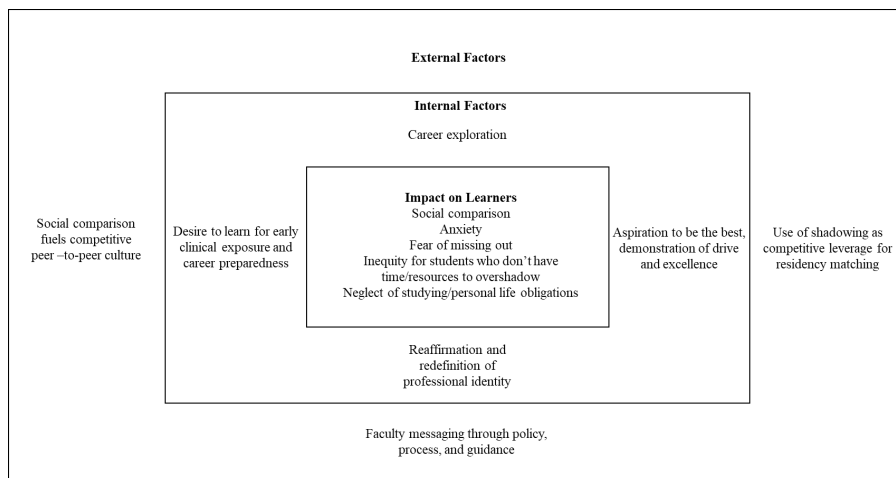 External Factors
Internal Factors
Career exploration
Social comparison
fuels competitive
peer –to-peer culture
Desire to learn for early
clinical exposure and
career preparedness
Impact on Learners
Social comparison
Anxiety
Fear of missing out
Inequity for students who don’t have
time/resources to overshadow
Neglect of studying/personal life obligations
Aspiration to be the best,
demonstration of drive
and excellence
Use of shadowing as
competitive leverage for
residency matching
Reaffirmation and
redefinition of
professional identity
Faculty messaging through policy,
process, and guidance